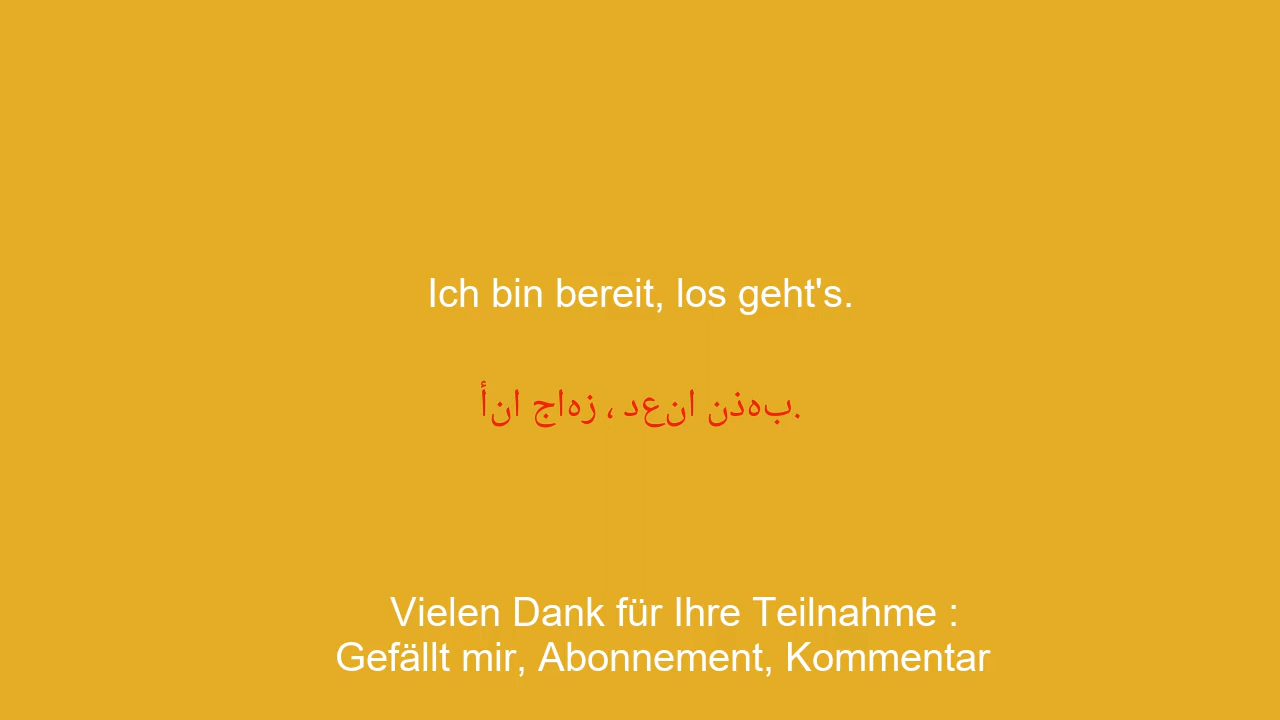 Ich bin bereit, los geht's.
أنا جاهز ، دعنا نذهب.
Vielen Dank für Ihre Teilnahme :
Gefällt mir, Abonnement, Kommentar